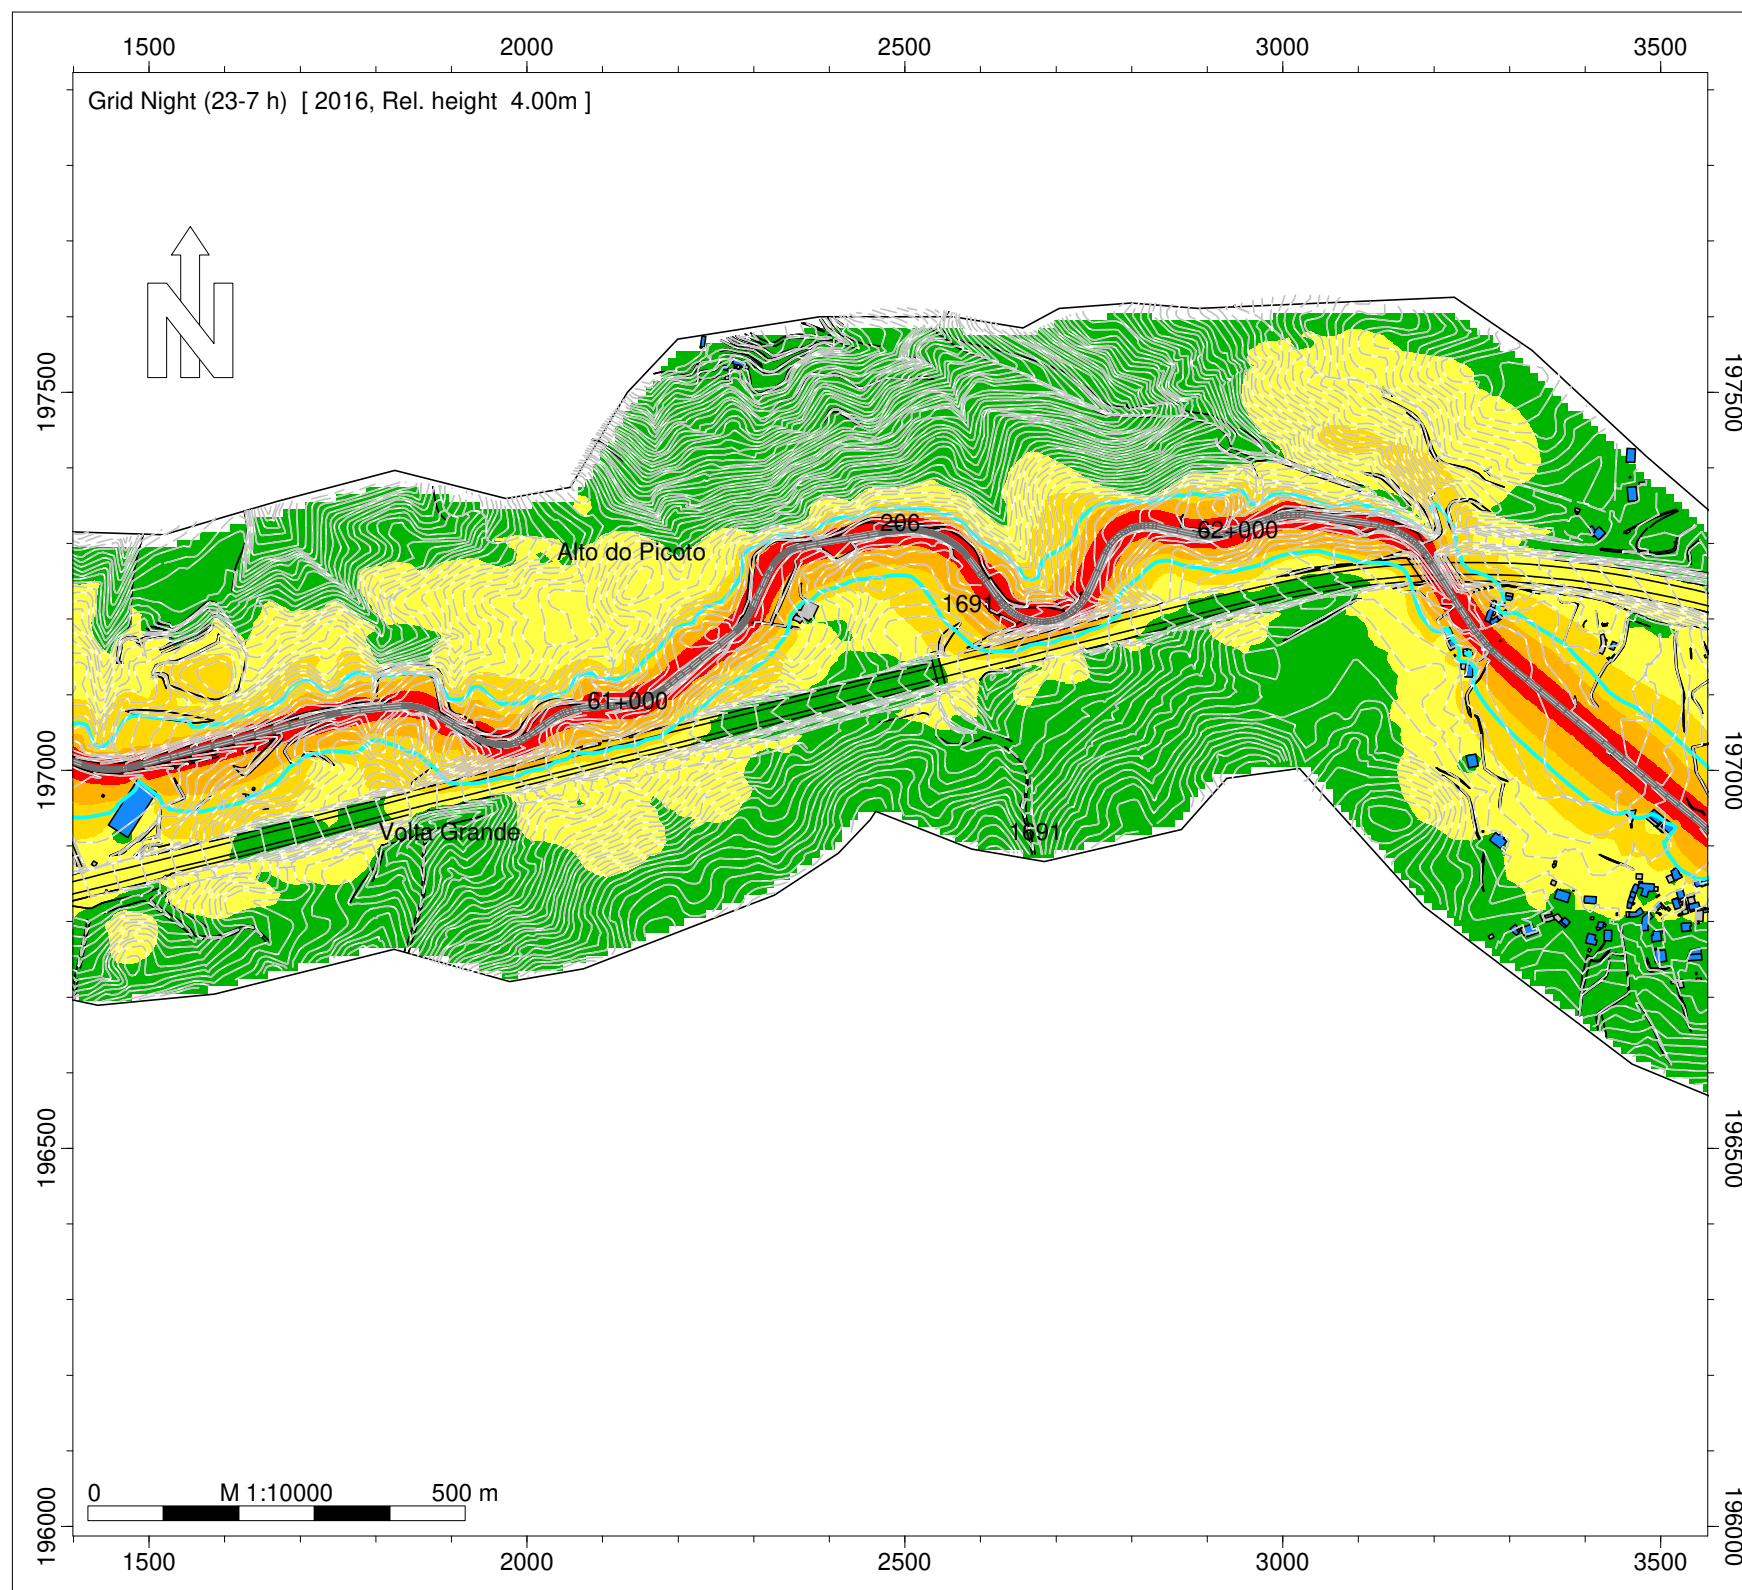 1500 2000 2500 3000 3500
Grid Night (23-7 h) [ 2016, Rel. height 4.00m ]
N
197500 197500
206
62+000
Alto do Picoto
1691
61+000
197000 197000
Volta Grande
1691
196500 196500
0 M 1:10000 500 m
196000 196000
1500 2000 2500 3000 3500